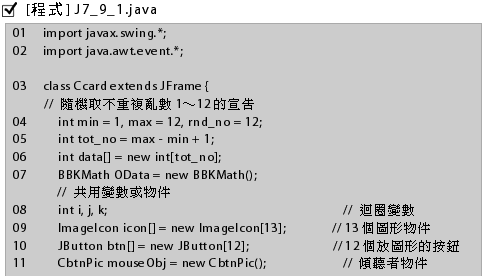 [程式] J7_9_1.java
01 import javax.swing.*;
02 import java.awt.event.*;
03 class Ccard extends JFrame {
// 隨機取不重複亂數 1～12 的宣告
04 int min = 1, max = 12, rnd_no = 12;
05 int tot_no = max - min + 1;
06 int data[] = new int[tot_no];
07 BBKMath OData = new BBKMath();
// 共用變數或物件
08 int i, j, k; // 迴圈變數
09 ImageIcon icon[] = new ImageIcon[13]; // 13 個圖形物件
10 JButton btn[] = new JButton[12]; // 12 個放圖形的按鈕
11 CbtnPic mouseObj = new CbtnPic(); // 傾聽者物件